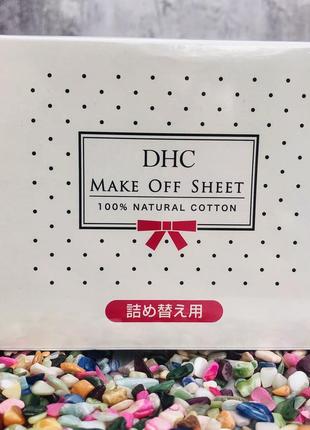 DHC
MAKE OFF SHEET
100% NATURAL COTTON
詰め替え用